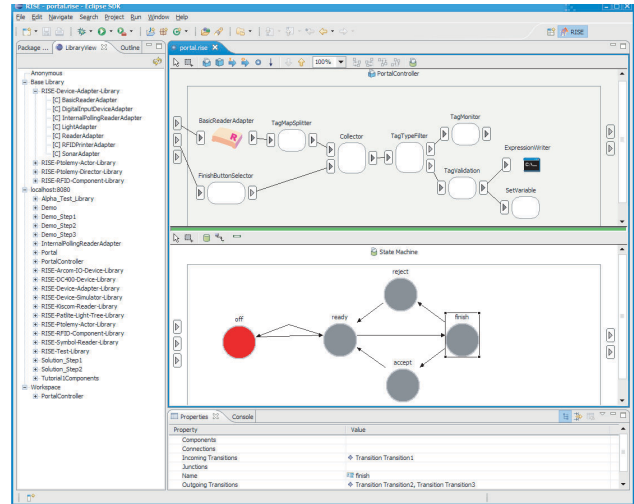 RISE - portal.rise - Eclipse SDK
File Edit Navigate Search Project Run Window Help
RISE
Package ... LibraryView Outline
Anonymous
Base Library
RISE-Device-Adapter-Library
[C] BasicReaderAdapter
[C] DigitalInputDeviceAdapter
[C] InternalPollingReaderAdapter
[C] LightAdapter
[C] ReaderAdapter
[C] RFIDPrinterAdapter
[C] SonarAdapter
RISE-Ptolemy-Actor-Library
RISE-Ptolemy-Director-Library
RISE-RFID-Component-Library
localhost:8080
Alpha_Test_Library
Demo
Demo_Step1
Demo_Step2
Demo_Step3
InternalPollingReaderAdapter
Portal
PortalController
RISE-Arcom-IO-Device-Library
RISE-DC400-Device-Library
RISE-Device-Adapter-Library
RISE-Device-Simulator-Library
RISE-Kiscom-Reader-Library
RISE-Patlite-Light-Tree-Library
RISE-Ptolemy-Actor-Library
RISE-RFID-Component-Library
RISE-Symbol-Reader-Library
RISE-Test-Library
Solution_Step1
Solution_Step2
Tutorial1Components
Workspace
PortalController
portal.rise
100%
PortalController
BasicReaderAdapter
TagMapSplitter
Collector
TagTypeFilter
TagMonitor
ExpressionWriter
FinishButtonSelector
TagValidation
SetVariable
State Machine
reject
off
ready
finish
accept
Properties Console
Property Value
Components
Connections
Incoming Transitions Transition Transition1
Junctions
Name finish
Outgoing Transitions Transition Transition2, Transition Transition3